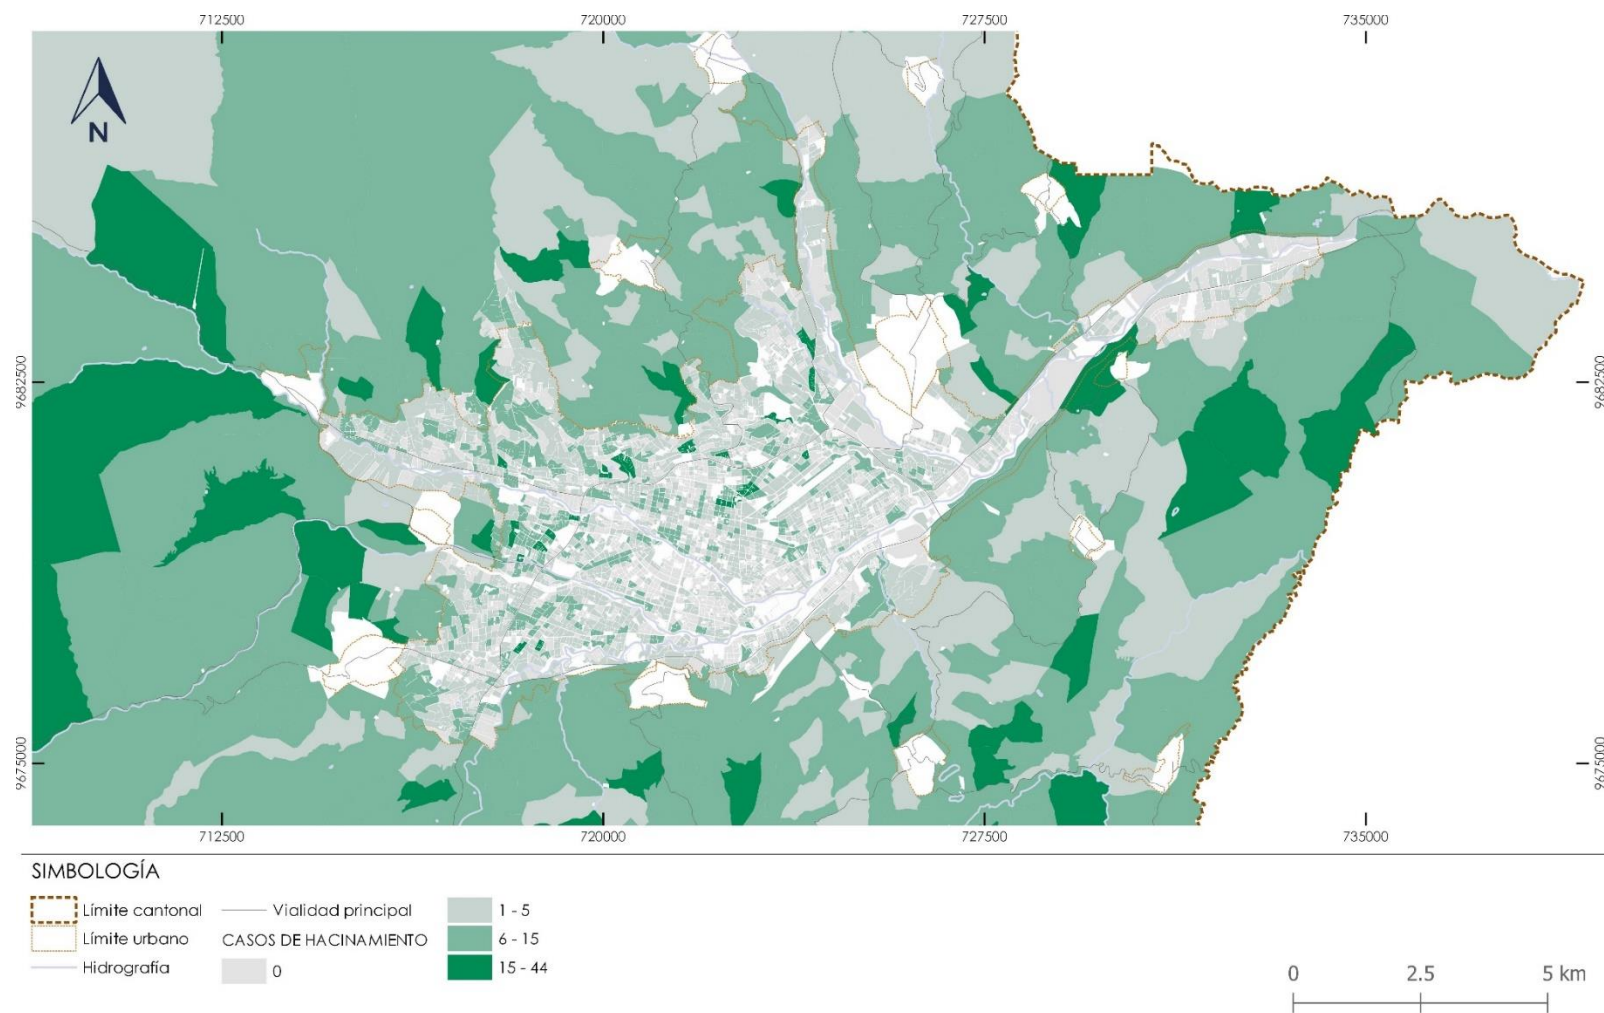 712500 720000 727500 735000
N
9682500 9682500
9675000 9675000
712500 720000 727500 735000
SIMBOLOGÍA
Límite cantonal
Límite urbano
Hidrografía
Vialidad principal
CASOS DE HACINAMIENTO
0
1 - 5
6 - 15
15 - 44
0 2.5 5 km